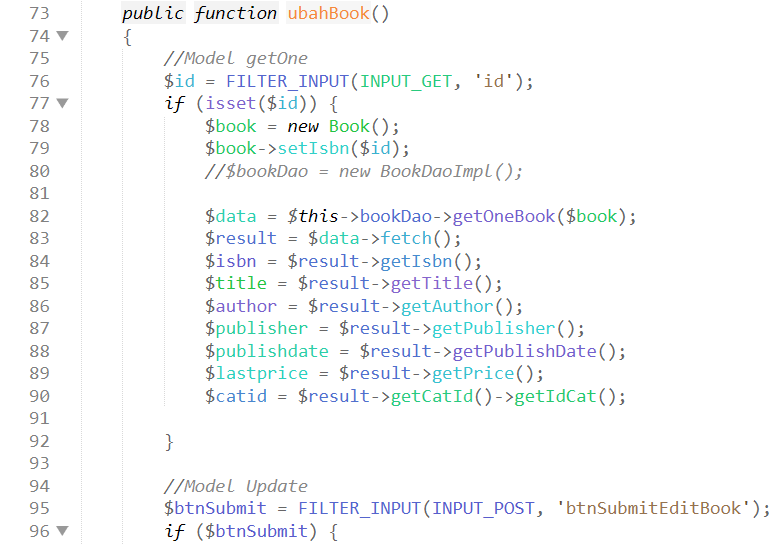 73 public function ubahBook()
74 {
75 //Model getOne
76 $id = FILTER_INPUT(INPUT_GET, 'id');
77 if (isset($id)) {
78 $book = new Book();
79 $book->setIsbn($id);
80 //$bookDao = new BookDaoImpl();
81
82 $data = $this->bookDao->getOneBook($book);
83 $result = $data->fetch();
84 $isbn = $result->getIsbn();
85 $title = $result->getTitle();
86 $author = $result->getAuthor();
87 $publisher = $result->getPublisher();
88 $publishdate = $result->getPublishDate();
89 $lastprice = $result->getPrice();
90 $catid = $result->getCatId()->getIdCat();
91
92 }
93
94 //Model Update
95 $btnSubmit = FILTER_INPUT(INPUT_POST, 'btnSubmitEditBook');
96 if ($btnSubmit) {